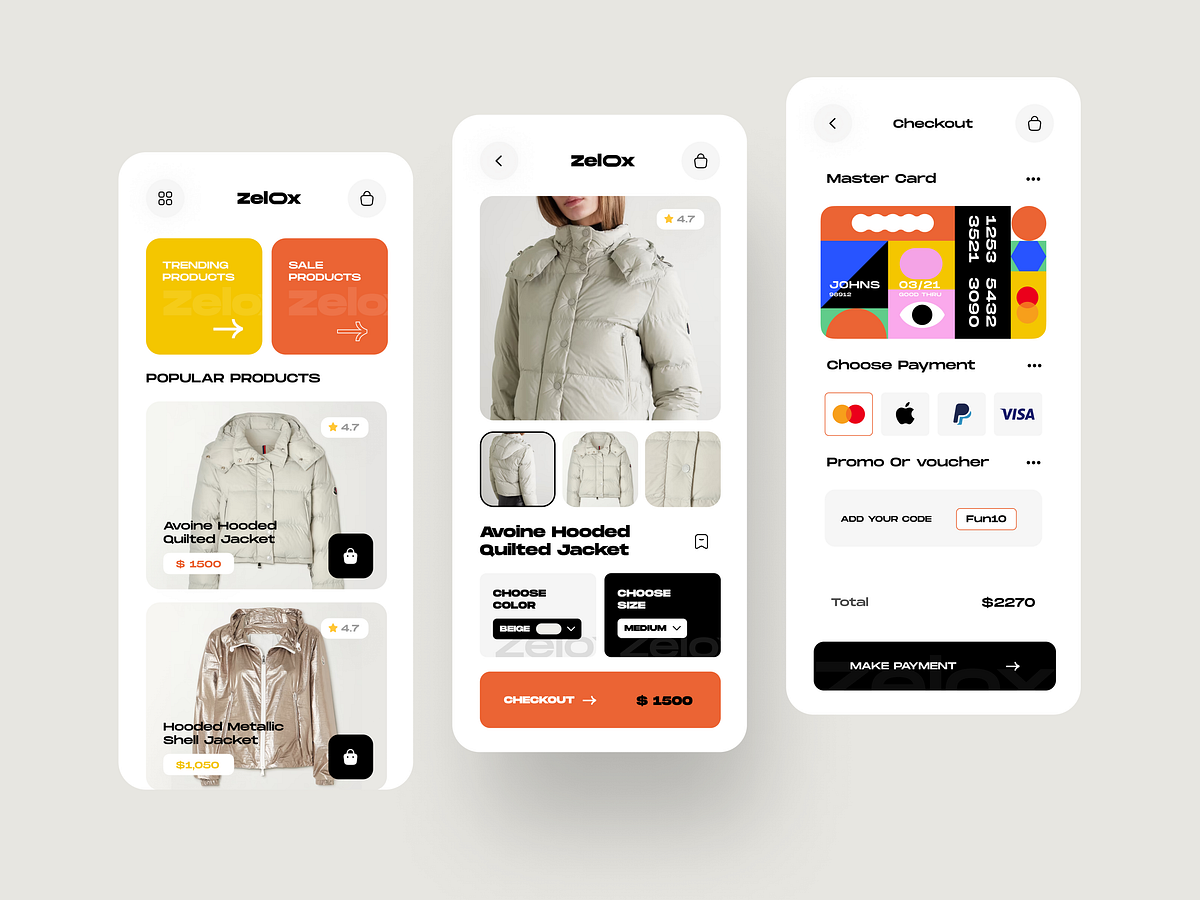 zelOx
TRENDING
PRODUCTS
zelo
SALE
PRODUCTS
zelo
POPULAR PRODUCTS
4.7
Avoine Hooded
Quilted Jacket
$ 1500
4.7
Hooded Metallic
Shell Jacket
$1,050
zelOx
4.7
Avoine Hooded
Quilted Jacket
CHOOSE
COLOR
BEIGE
zelo
CHOOSE
SIZE
MEDIUM
zelox
CHECKOUT
$ 1500
Checkout
Master Card
JOHNS
98912
03/21
GOOD THRU
1253 5432
3521 3090
Choose Payment
VISA
Promo Or voucher
ADD YOUR CODE
Fun10
Total
$2270
MAKE PAYMENT
zelox